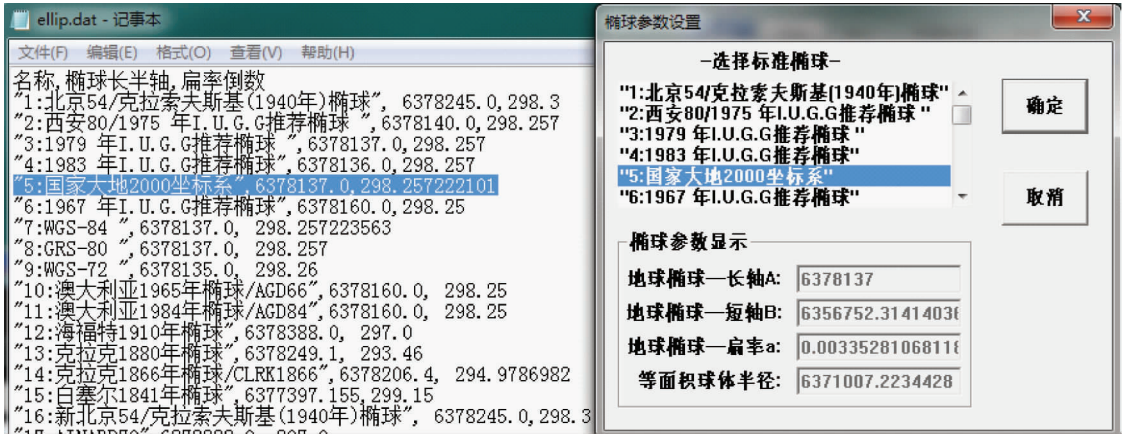 ellip.dat - 记事本
文件(F) 编辑(E) 格式(O) 查看(V) 帮助(H)
名称,椭球长半轴,扁率倒数
"1:北京54/克拉索夫斯基(1940年)椭球", 6378245.0,298.3
"2:西安80/1975 年I.U.G.G推荐椭球 ",6378140.0,298.257
"3:1979 年I.U.G.G推荐椭球 ",6378137.0,298.257
"4:1983 年I.U.G.G推荐椭球",6378136.0,298.257
"5:国家大地2000坐标系",6378137.0,298.257222101
"6:1967 年I.U.G.G推荐椭球",6378160.0,298.25
"7:WGS-84 ",6378137.0, 298.257223563
"8:GRS-80 ",6378137.0, 298.257
"9:WGS-72 ",6378135.0, 298.26
"10:澳大利亚1965年椭球/AGD66",6378160.0, 298.25
"11:澳大利亚1984年椭球/AGD84",6378160.0, 298.25
"12:海福特1910年椭球",6378388.0, 297.0
"13:克拉克1880年椭球",6378249.1, 293.46
"14:克拉克1866年椭球/CLRK1866",6378206.4, 294.9786982
"15:白塞尔1841年椭球",6377397.155,299.15
"16:新北京54/克拉索夫斯基(1940年)椭球", 6378245.0,298.3
椭球参数设置
-选择标准椭球-
"1:北京54/克拉索夫斯基(1940年)椭球"
"2:西安80/1975 年I.U.G.G推荐椭球 "
"3:1979 年I.U.G.G推荐椭球 "
"4:1983 年I.U.G.G推荐椭球"
"5:国家大地2000坐标系"
"6:1967 年I.U.G.G推荐椭球"
确定
取消
椭球参数显示
地球椭球—长轴A: 6378137
地球椭球—短轴B: 6356752.31414036
地球椭球—扁率a: 0.00335281068118
等面积球体半径: 6371007.2234428